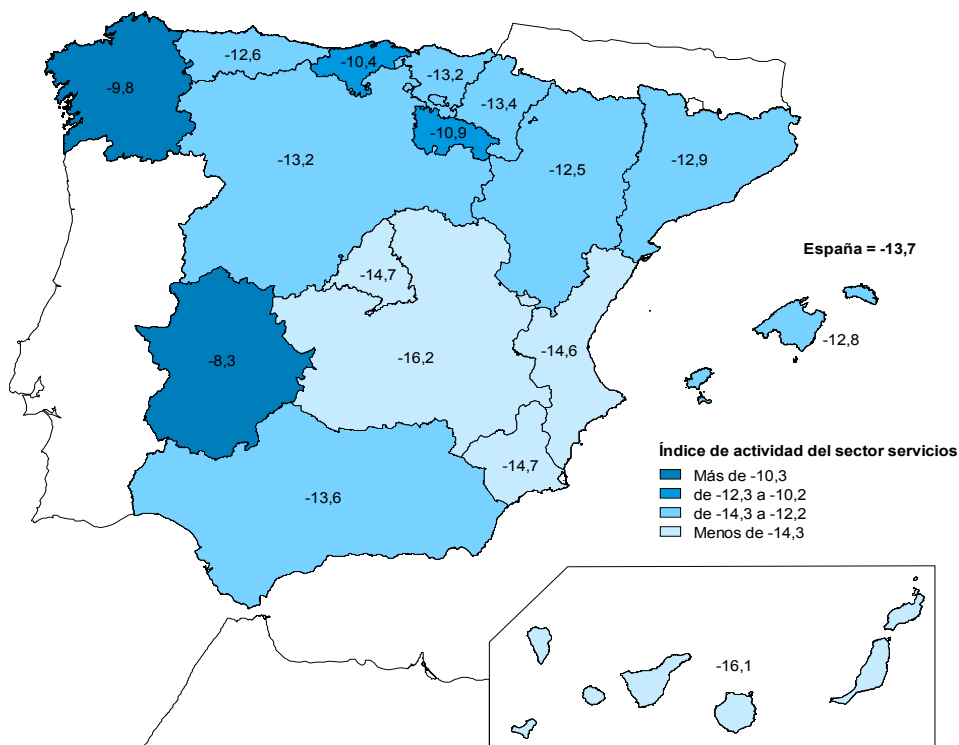 -12,6
-10,4
-13,2
-9,8
-13,4
-10,9
-13,2
-12,5
-12,9
España = -13,7
-14,7
-12,8
-8,3
-16,2
-14,6
Índice de actividad del sector servicios
-14,7
Más de -10,3
-13,6
de -12,3 a -10,2
de -14,3 a -12,2
Menos de -14,3
-16,1